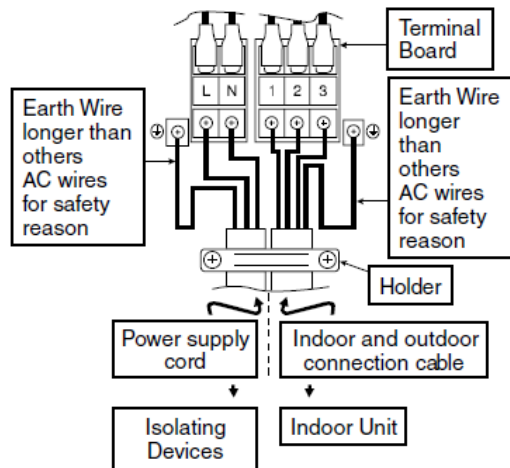 Terminal
Board
L N 1 2 3
Earth Wire
longer than
others
AC wires
for safety
reason
Earth Wire
longer
than
others
AC wires
for safety
reason
Holder
Power supply
cord
Indoor and outdoor
connection cable
Isolating
Devices
Indoor Unit